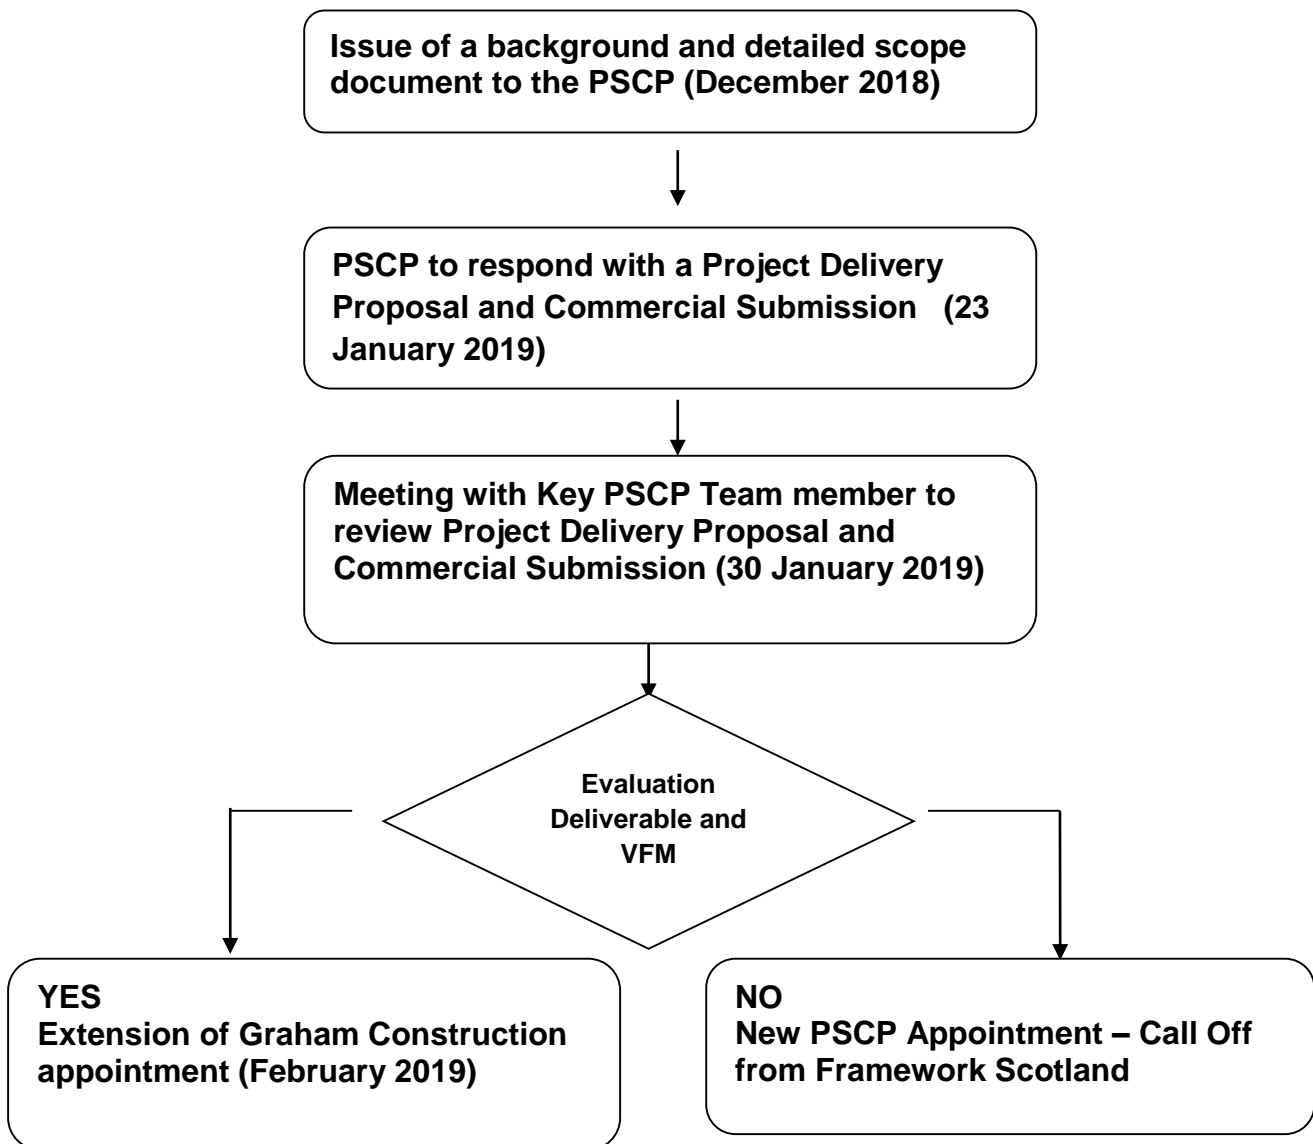 Issue of a background and detailed scope
document to the PSCP (December 2018)
PSCP to respond with a Project Delivery
Proposal and Commercial Submission (23
January 2019)
Meeting with Key PSCP Team member to
review Project Delivery Proposal and
Commercial Submission (30 January 2019)
Evaluation
Deliverable and
VFM
YES
Extension of Graham Construction
appointment (February 2019)
NO
New PSCP Appointment – Call Off
from Framework Scotland